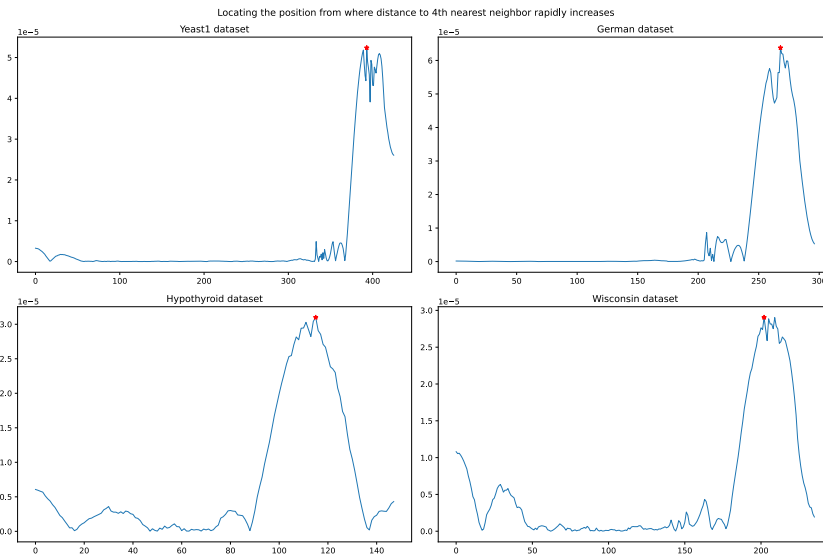 Locating the position from where distance to 4th nearest neighbor rapidly increases
Yeast1 dataset
1e−5
5
4
3
2
1
0
0 100 200 300 400
German dataset
1e−5
6
5
4
3
2
1
0
0 50 100 150 200 250 300
Hypothyroid dataset
1e−5
3.0
2.5
2.0
1.5
1.0
0.5
0.0
0 20 40 60 80 100 120 140
Wisconsin dataset
1e−5
3.0
2.5
2.0
1.5
1.0
0.5
0.0
0 50 100 150 200